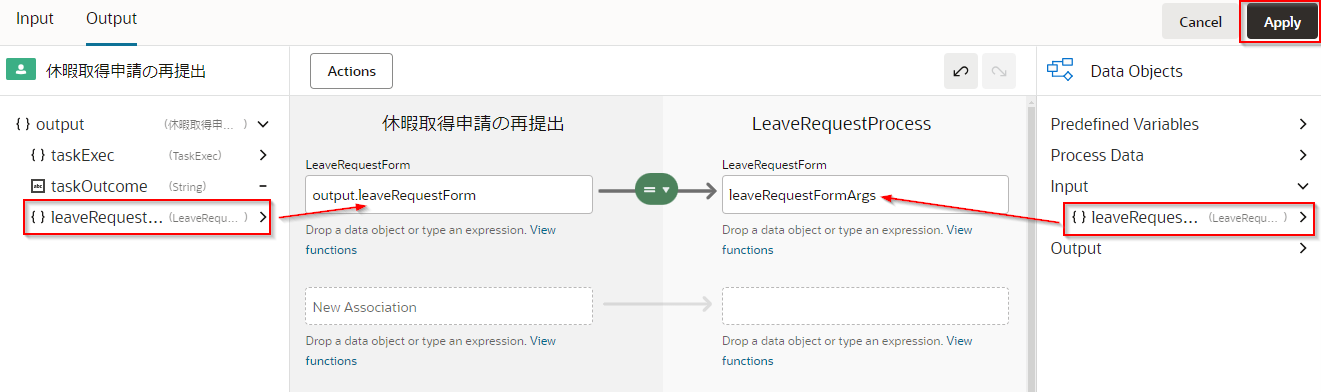 Input
Output
Cancel
Apply
休暇取得申請の再提出
Actions
Data Objects
output
(休暇取得申... )
taskExec
(TaskExec)
abc
taskOutcome
(String)
leaveRequest...
(LeaveRequ... )
休暇取得申請の再提出
LeaveRequestProcess
LeaveRequestForm
LeaveRequestForm
output.leaveRequestForm
=
leaveRequestFormArgs
Drop a data object or type an expression. View
functions
Drop a data object or type an expression. View
functions
New Association
Drop a data object or type an expression. View
functions
Drop a data object or type an expression. View
functions
Predefined Variables
Process Data
Input
leaveReques...
(LeaveRequ... )
Output